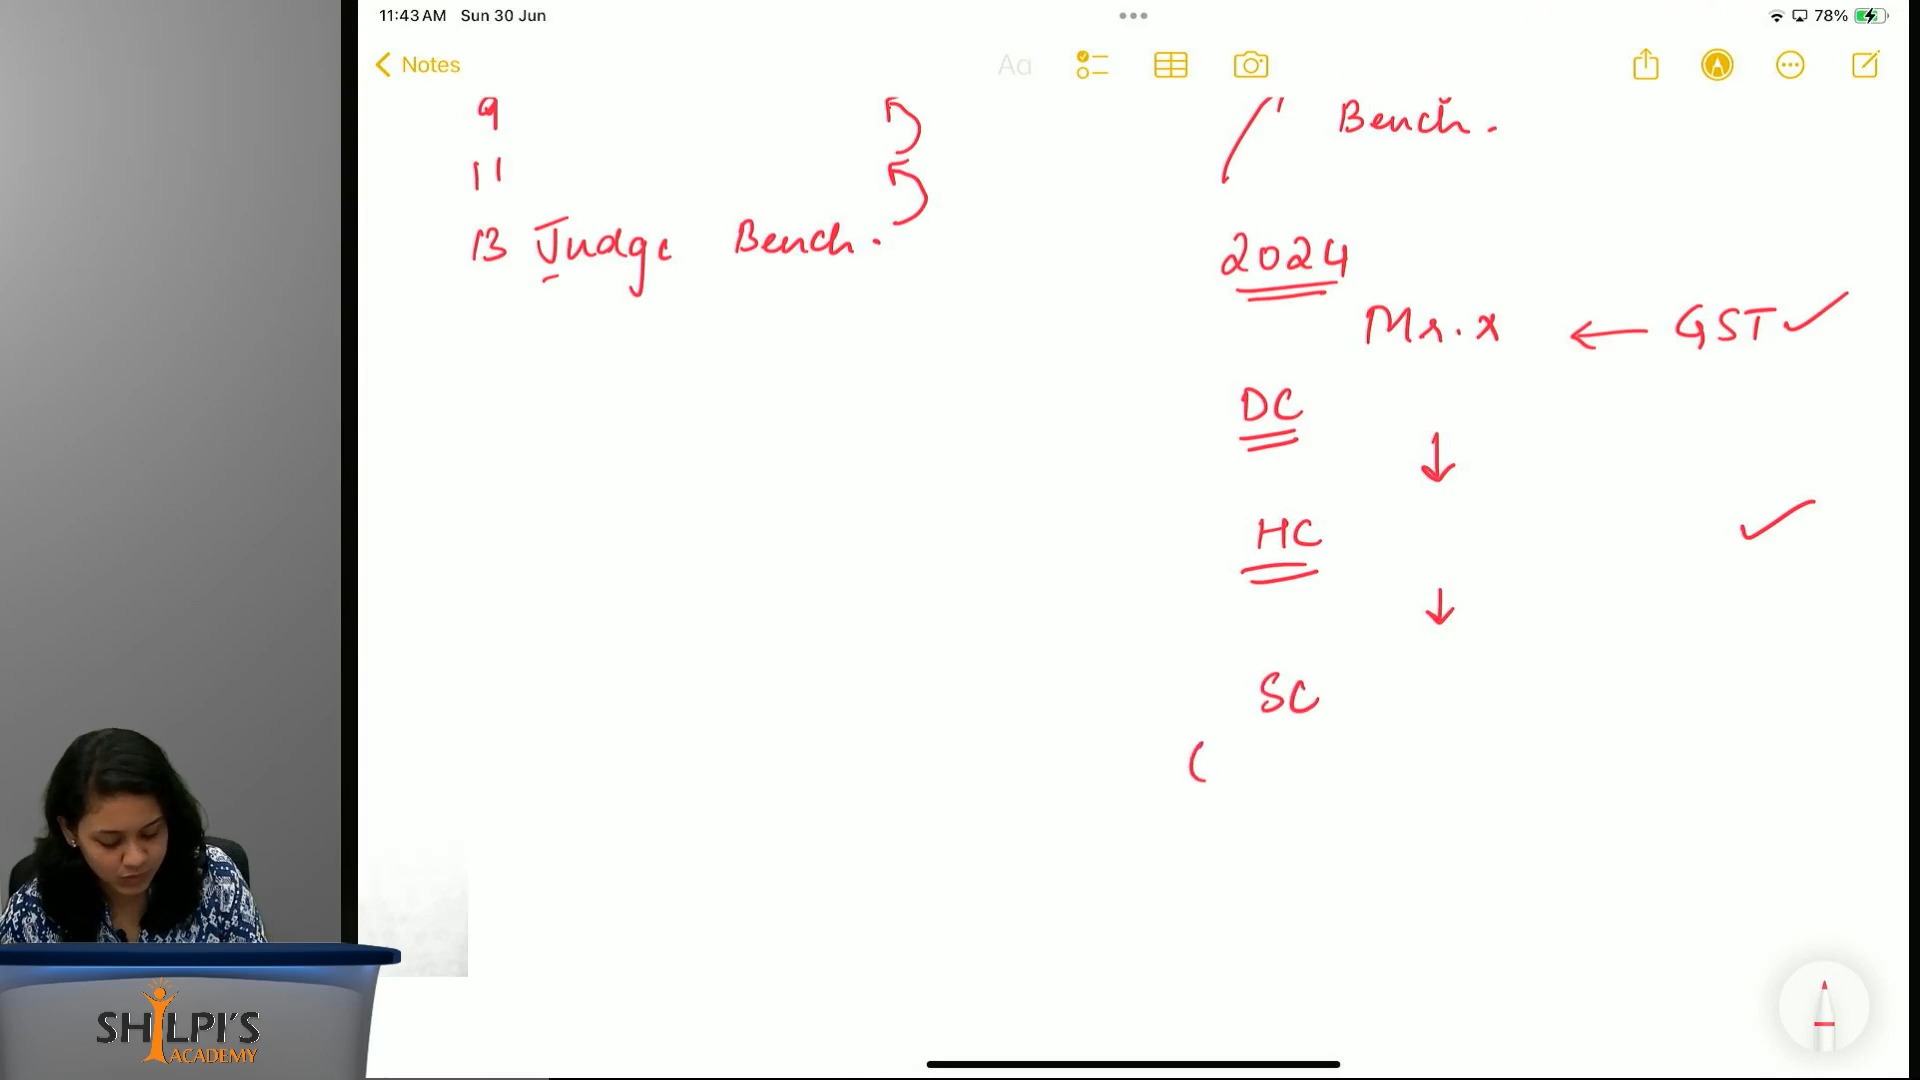 11:43 AM Sun 30 Jun
78%
Notes
Aa
9
11
13 Judge Bench.
Bench.
2024
Mr. x ← GST ✓
DC
↓
HC ✓
↓
SC
(
SHILPI'S
ACADEMY